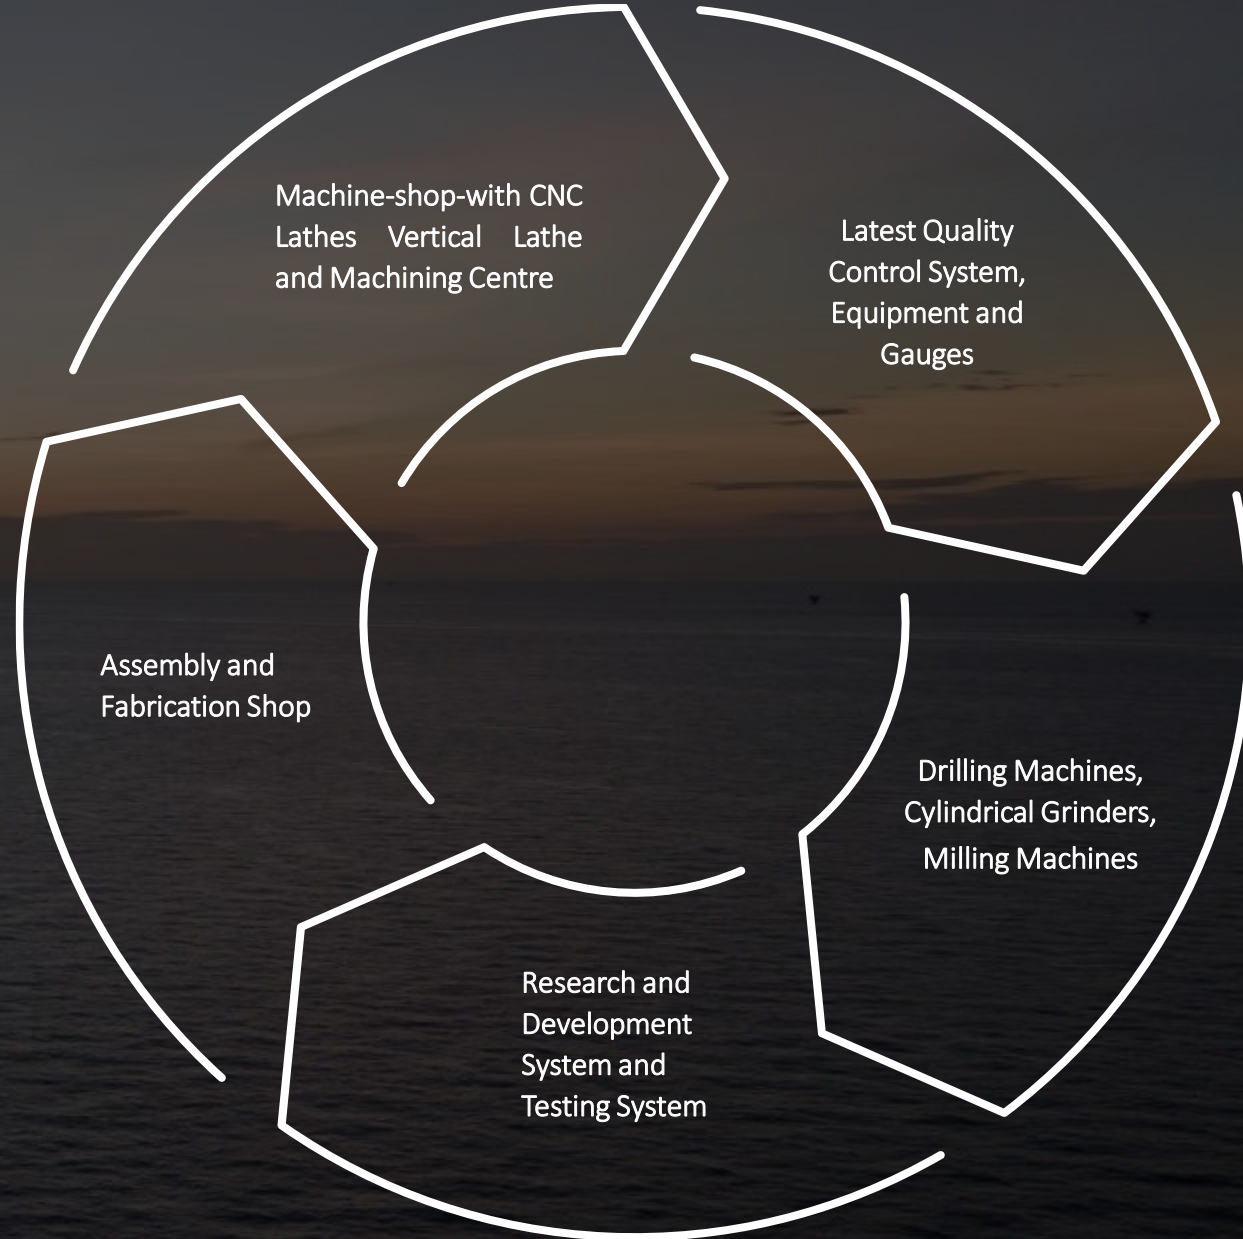 Machine-shop-with CNC
Lathes Vertical Lathe
and Machining Centre
Latest Quality
Control System,
Equipment and
Gauges
Drilling Machines,
Cylindrical Grinders,
Milling Machines
Research and
Development
System and
Testing System
Assembly and
Fabrication Shop